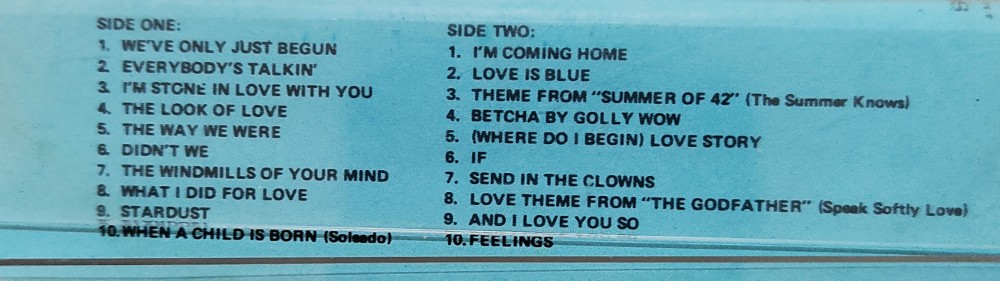 SIDE ONE:
1. WE'VE ONLY JUST BEGUN
2. EVERYBODY'S TALKIN'
3. I'M STONE IN LOVE WITH YOU
4. THE LOOK OF LOVE
5. THE WAY WE WERE
6. DIDN'T WE
7. THE WINDMILLS OF YOUR MIND
8. WHAT I DID FOR LOVE
9. STARDUST
10. WHEN A CHILD IS BORN (Soleado)
SIDE TWO:
1. I'M COMING HOME
2. LOVE IS BLUE
3. THEME FROM "SUMMER OF 42" (The Summer Knows)
4. BETCHA BY GOLLY WOW
5. (WHERE DO I BEGIN) LOVE STORY
6. IF
7. SEND IN THE CLOWNS
8. LOVE THEME FROM "THE GODFATHER" (Speak Softly Love)
9. AND I LOVE YOU SO
10. FEELINGS